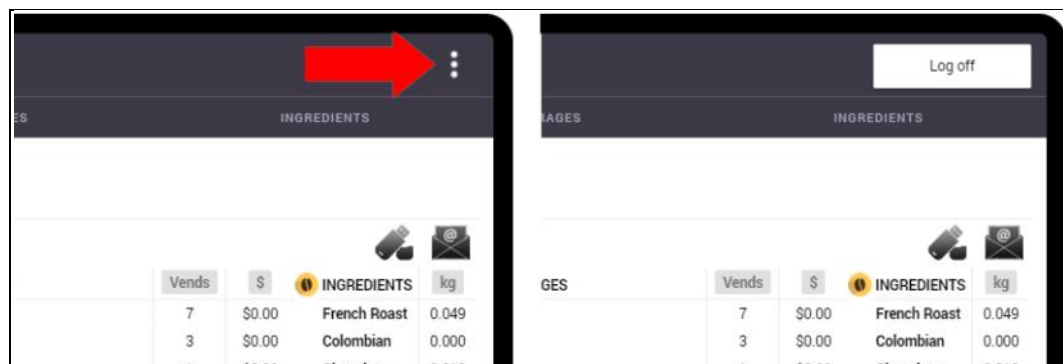 Log off
ES INGREDIENTS
AGES INGREDIENTS
@ @
Vends $ INGREDIENTS kg
7 $0.00 French Roast 0.049
3 $0.00 Colombian 0.000
GES Vends $ INGREDIENTS kg
7 $0.00 French Roast 0.049
3 $0.00 Colombian 0.000